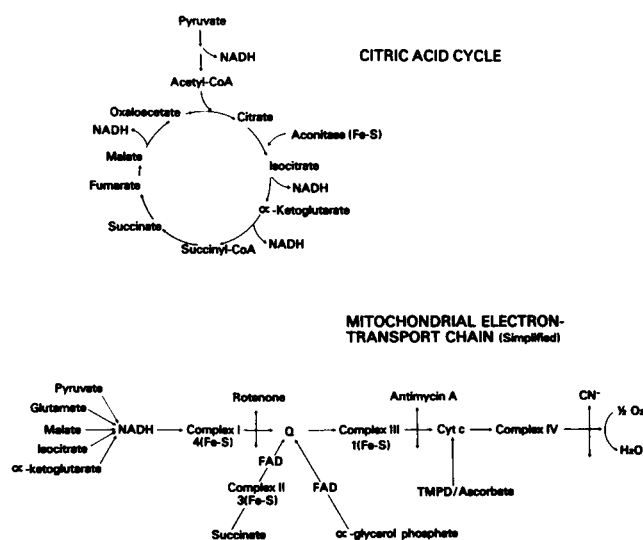 Pyruvate
NADH
CITRIC ACID CYCLE
Acetyl-CoA
Oxaloacetate
Citrate
NADH
Aconitase (Fe-S)
Malate
Isocitrate
NADH
Fumarate
∝-Ketoglutarate
Succinate
NADH
Succinyl-CoA
MITOCHONDRIAL ELECTRON-
TRANSPORT CHAIN (Simplified)
Pyruvate
Rotenone
Antimycin A
CN⁻
½ O₂
Glutamate
Malate
NADH
Complex I
4(Fe-S)
Q
Complex III
1(Fe-S)
Cyt c
Complex IV
Isocitrate
H₂O
∝-ketoglutarate
FAD
Complex II
3(Fe-S)
FAD
TMPD/Ascorbate
Succinate
∝-glycerol phosphate